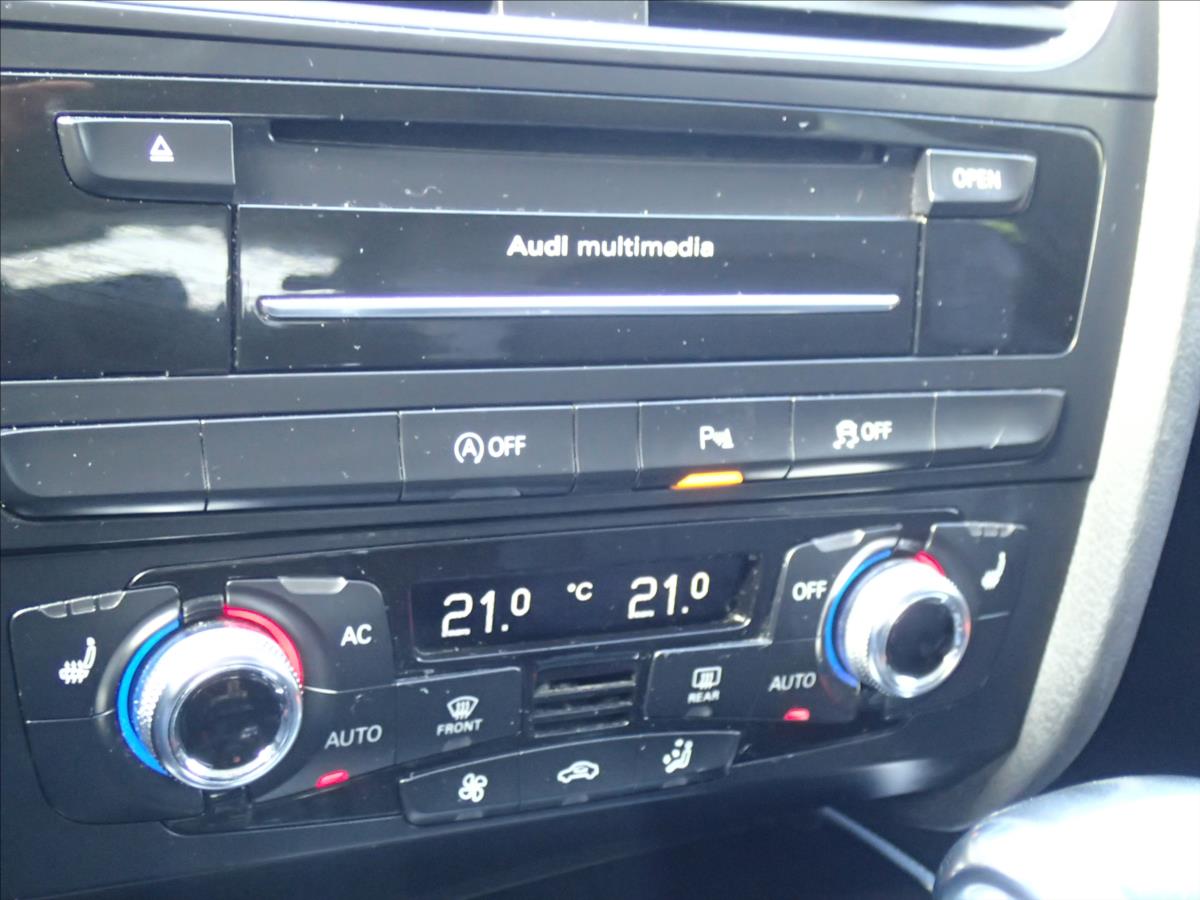 OPEN
Audi multimedia
A OFF
P
OFF
21.0 °C 21.0
OFF
AC
AUTO
FRONT
REAR
AUTO